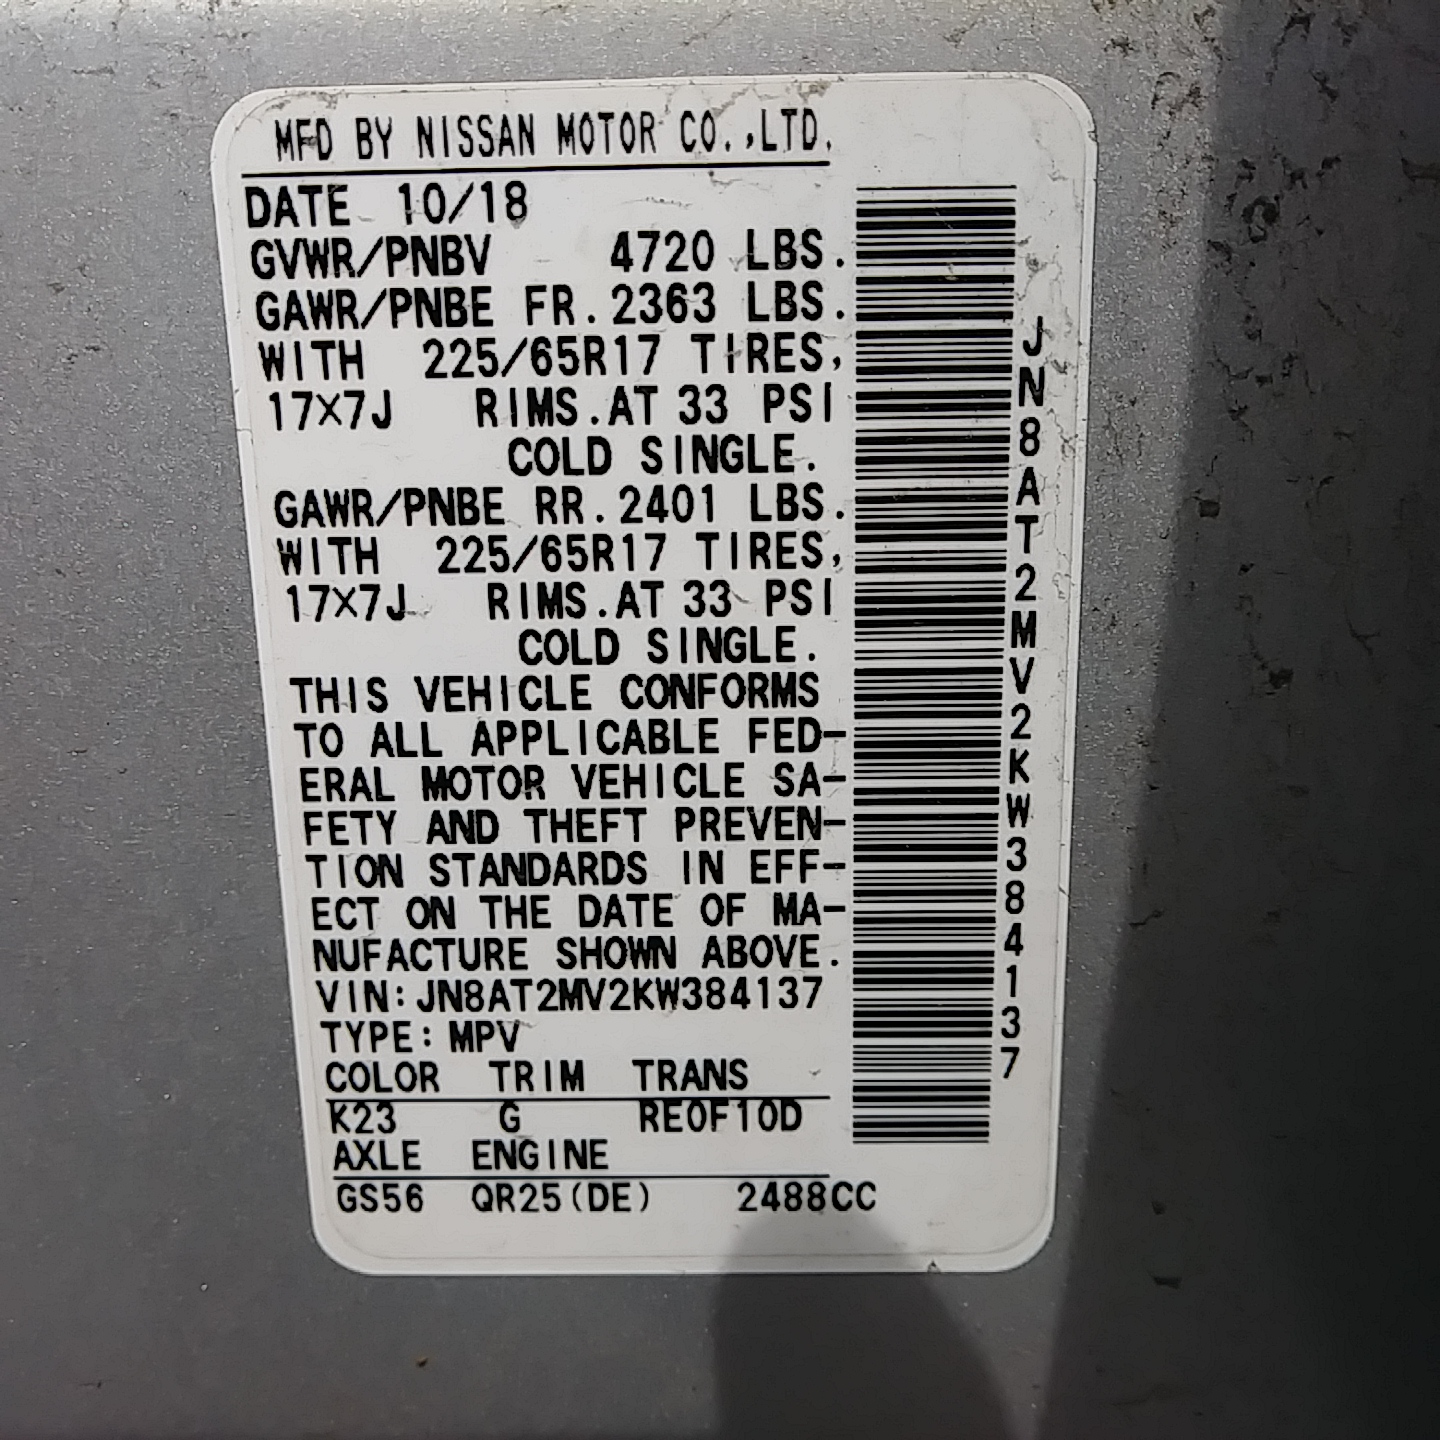 MFD BY NISSAN MOTOR CO.,LTD.
DATE 10/18
GVWR/PNBV 4720 LBS.
GAWR/PNBE FR.2363 LBS.
WITH 225/65R17 TIRES,
17×7J RIMS.AT 33 PSI
COLD SINGLE.
GAWR/PNBE RR.2401 LBS.
WITH 225/65R17 TIRES,
17×7J RIMS.AT 33 PSI
COLD SINGLE.
THIS VEHICLE CONFORMS
TO ALL APPLICABLE FED-
ERAL MOTOR VEHICLE SA-
FETY AND THEFT PREVEN-
TION STANDARDS IN EFF-
ECT ON THE DATE OF MA-
NUFACTURE SHOWN ABOVE.
VIN:JN8AT2MV2KW384137
TYPE:MPV
COLOR TRIM TRANS
K23 G RE0F10D
AXLE ENGINE
GS56 QR25(DE) 2488CC
JN8AT2MV2KW384137